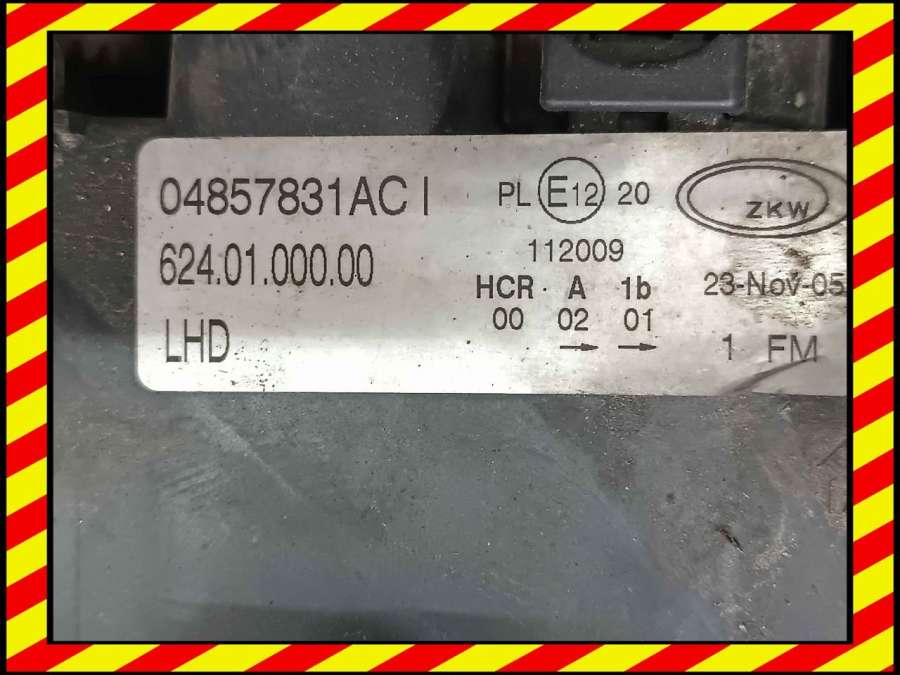 04857831AC I
624.01.000.00
LHD
PL E12 20
112009
HCR A 1b
00 02 01
ZKW
23-Nov-05
1 FM